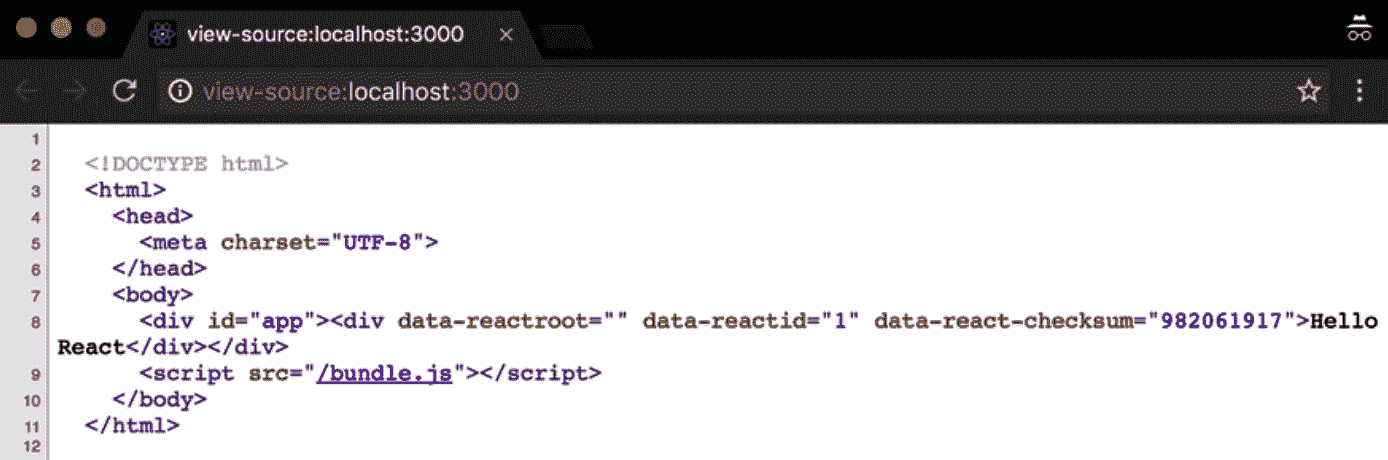 view-source:localhost:3000
view-source:localhost:3000
1
2 <!DOCTYPE html>
3 <html>
4 <head>
5 <meta charset="UTF-8">
6 </head>
7 <body>
8 <div id="app"><div data-reactroot="" data-reactid="1" data-react-checksum="982061917">Hello
React</div></div>
9 <script src="/bundle.js"></script>
10 </body>
11 </html>
12